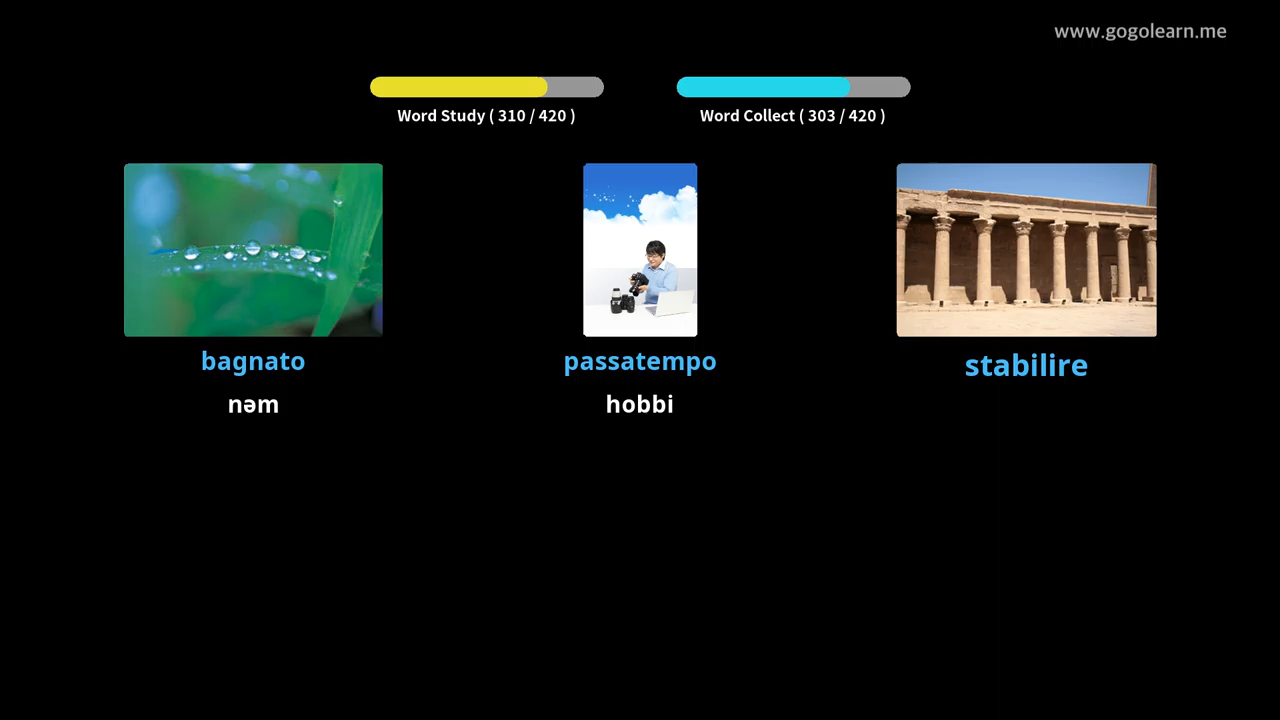 www.gogolearn.me
Word Study ( 310 / 420 )
Word Collect ( 303 / 420 )
bagnato
nəm
passatempo
hobbi
stabilire